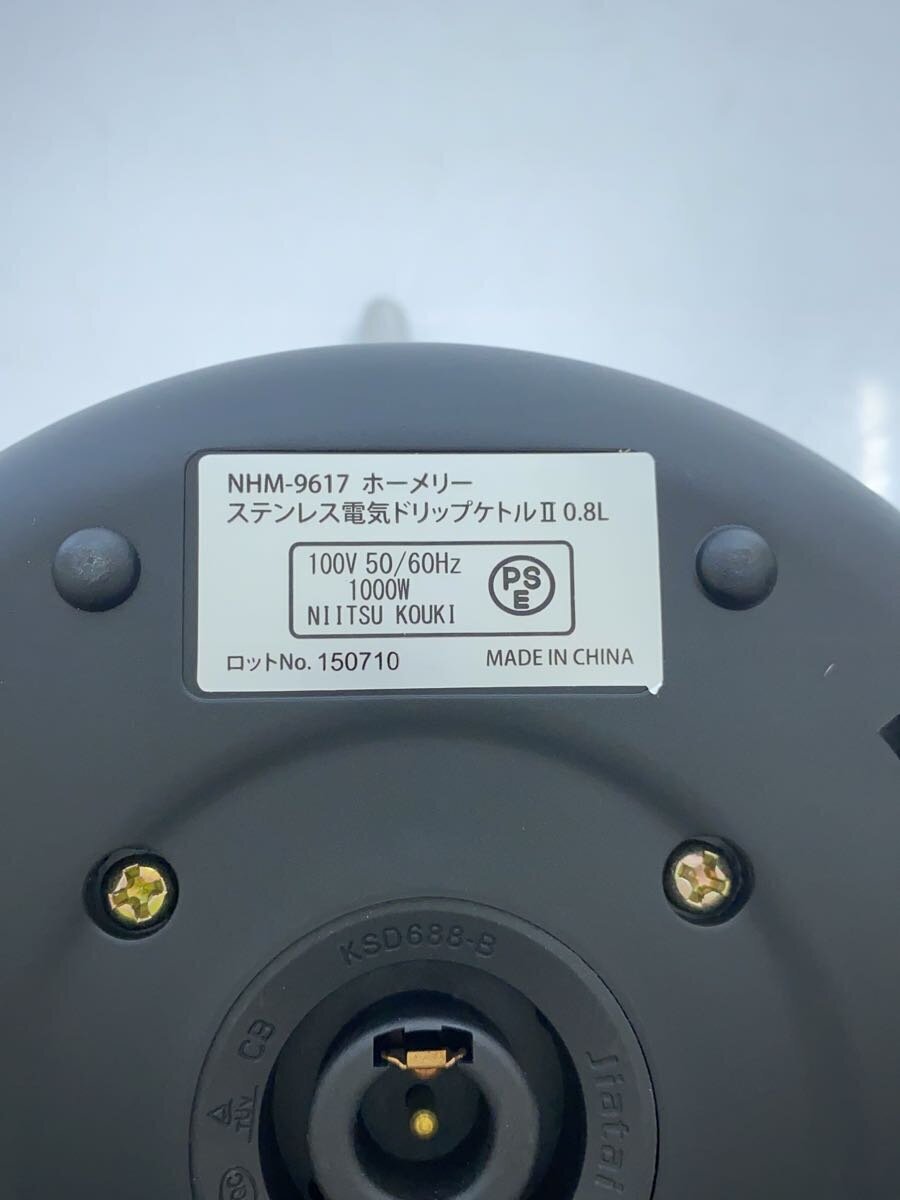 NHM-9617 ホーメリー
ステンレス電気ドリップケトルⅡ 0.8L
100V 50/60Hz
1000W
NIITSU KOUKI
PS
E
ロットNo. 150710
MADE IN CHINA
KSD688-B
CB
TÜV
Jiatai